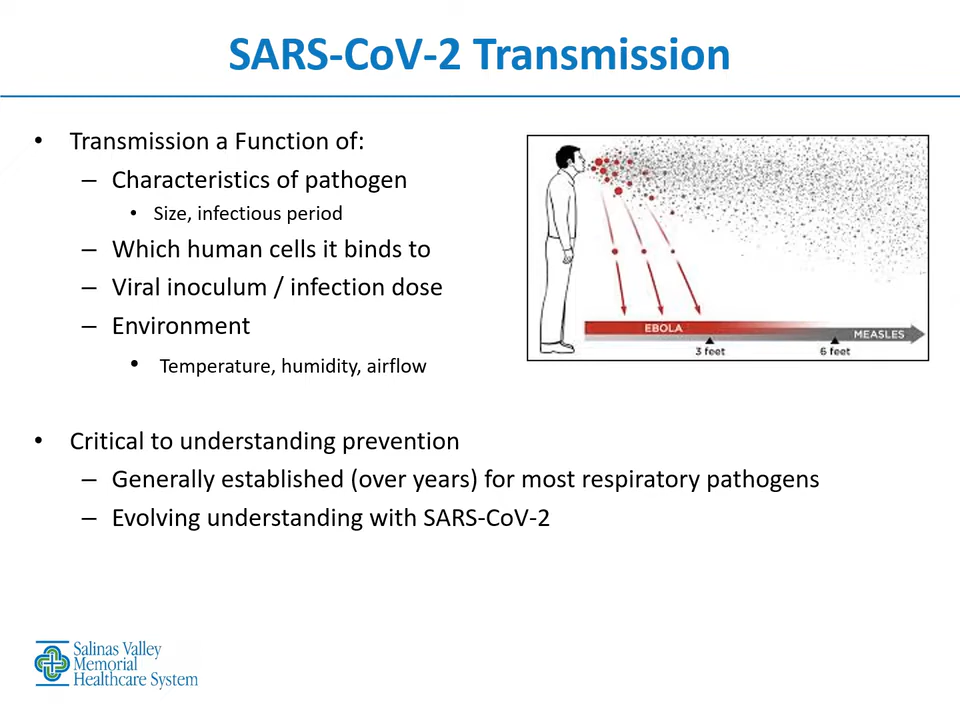 SARS-CoV-2 Transmission
• Transmission a Function of:
– Characteristics of pathogen
• Size, infectious period
– Which human cells it binds to
– Viral inoculum / infection dose
– Environment
• Temperature, humidity, airflow
EBOLA
MEASLES
3 feet
6 feet
• Critical to understanding prevention
– Generally established (over years) for most respiratory pathogens
– Evolving understanding with SARS-CoV-2
Salinas Valley
Memorial
Healthcare System